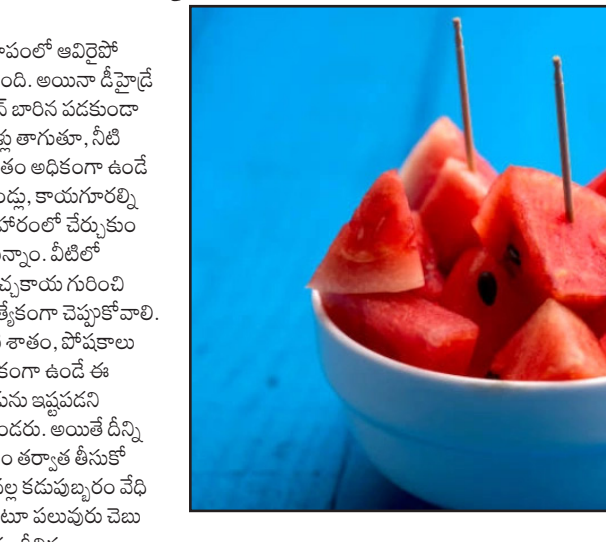 పంలో ఆవిరైపో
ంది. అయినా డీహైడ్రే
బారిన పడకుండా
తాగుతూ, నీటి
తం అధికంగా ఉండే
కాయగూరల్ని
హారంలో చేర్చుకుం
న్నాం. వీటిలో
చ్చకాయ గురించి
త్యేకంగా చెప్పుకోవాలి.
శాతం, పోషకాలు
కంగా ఉండే ఈ
ను ఇష్టపడని
ండరు. అయితే దీన్ని
తర్వాత తీసుకో
ల్ల కడుపుబ్బరం వేధి
టూ పలువురు చెబు